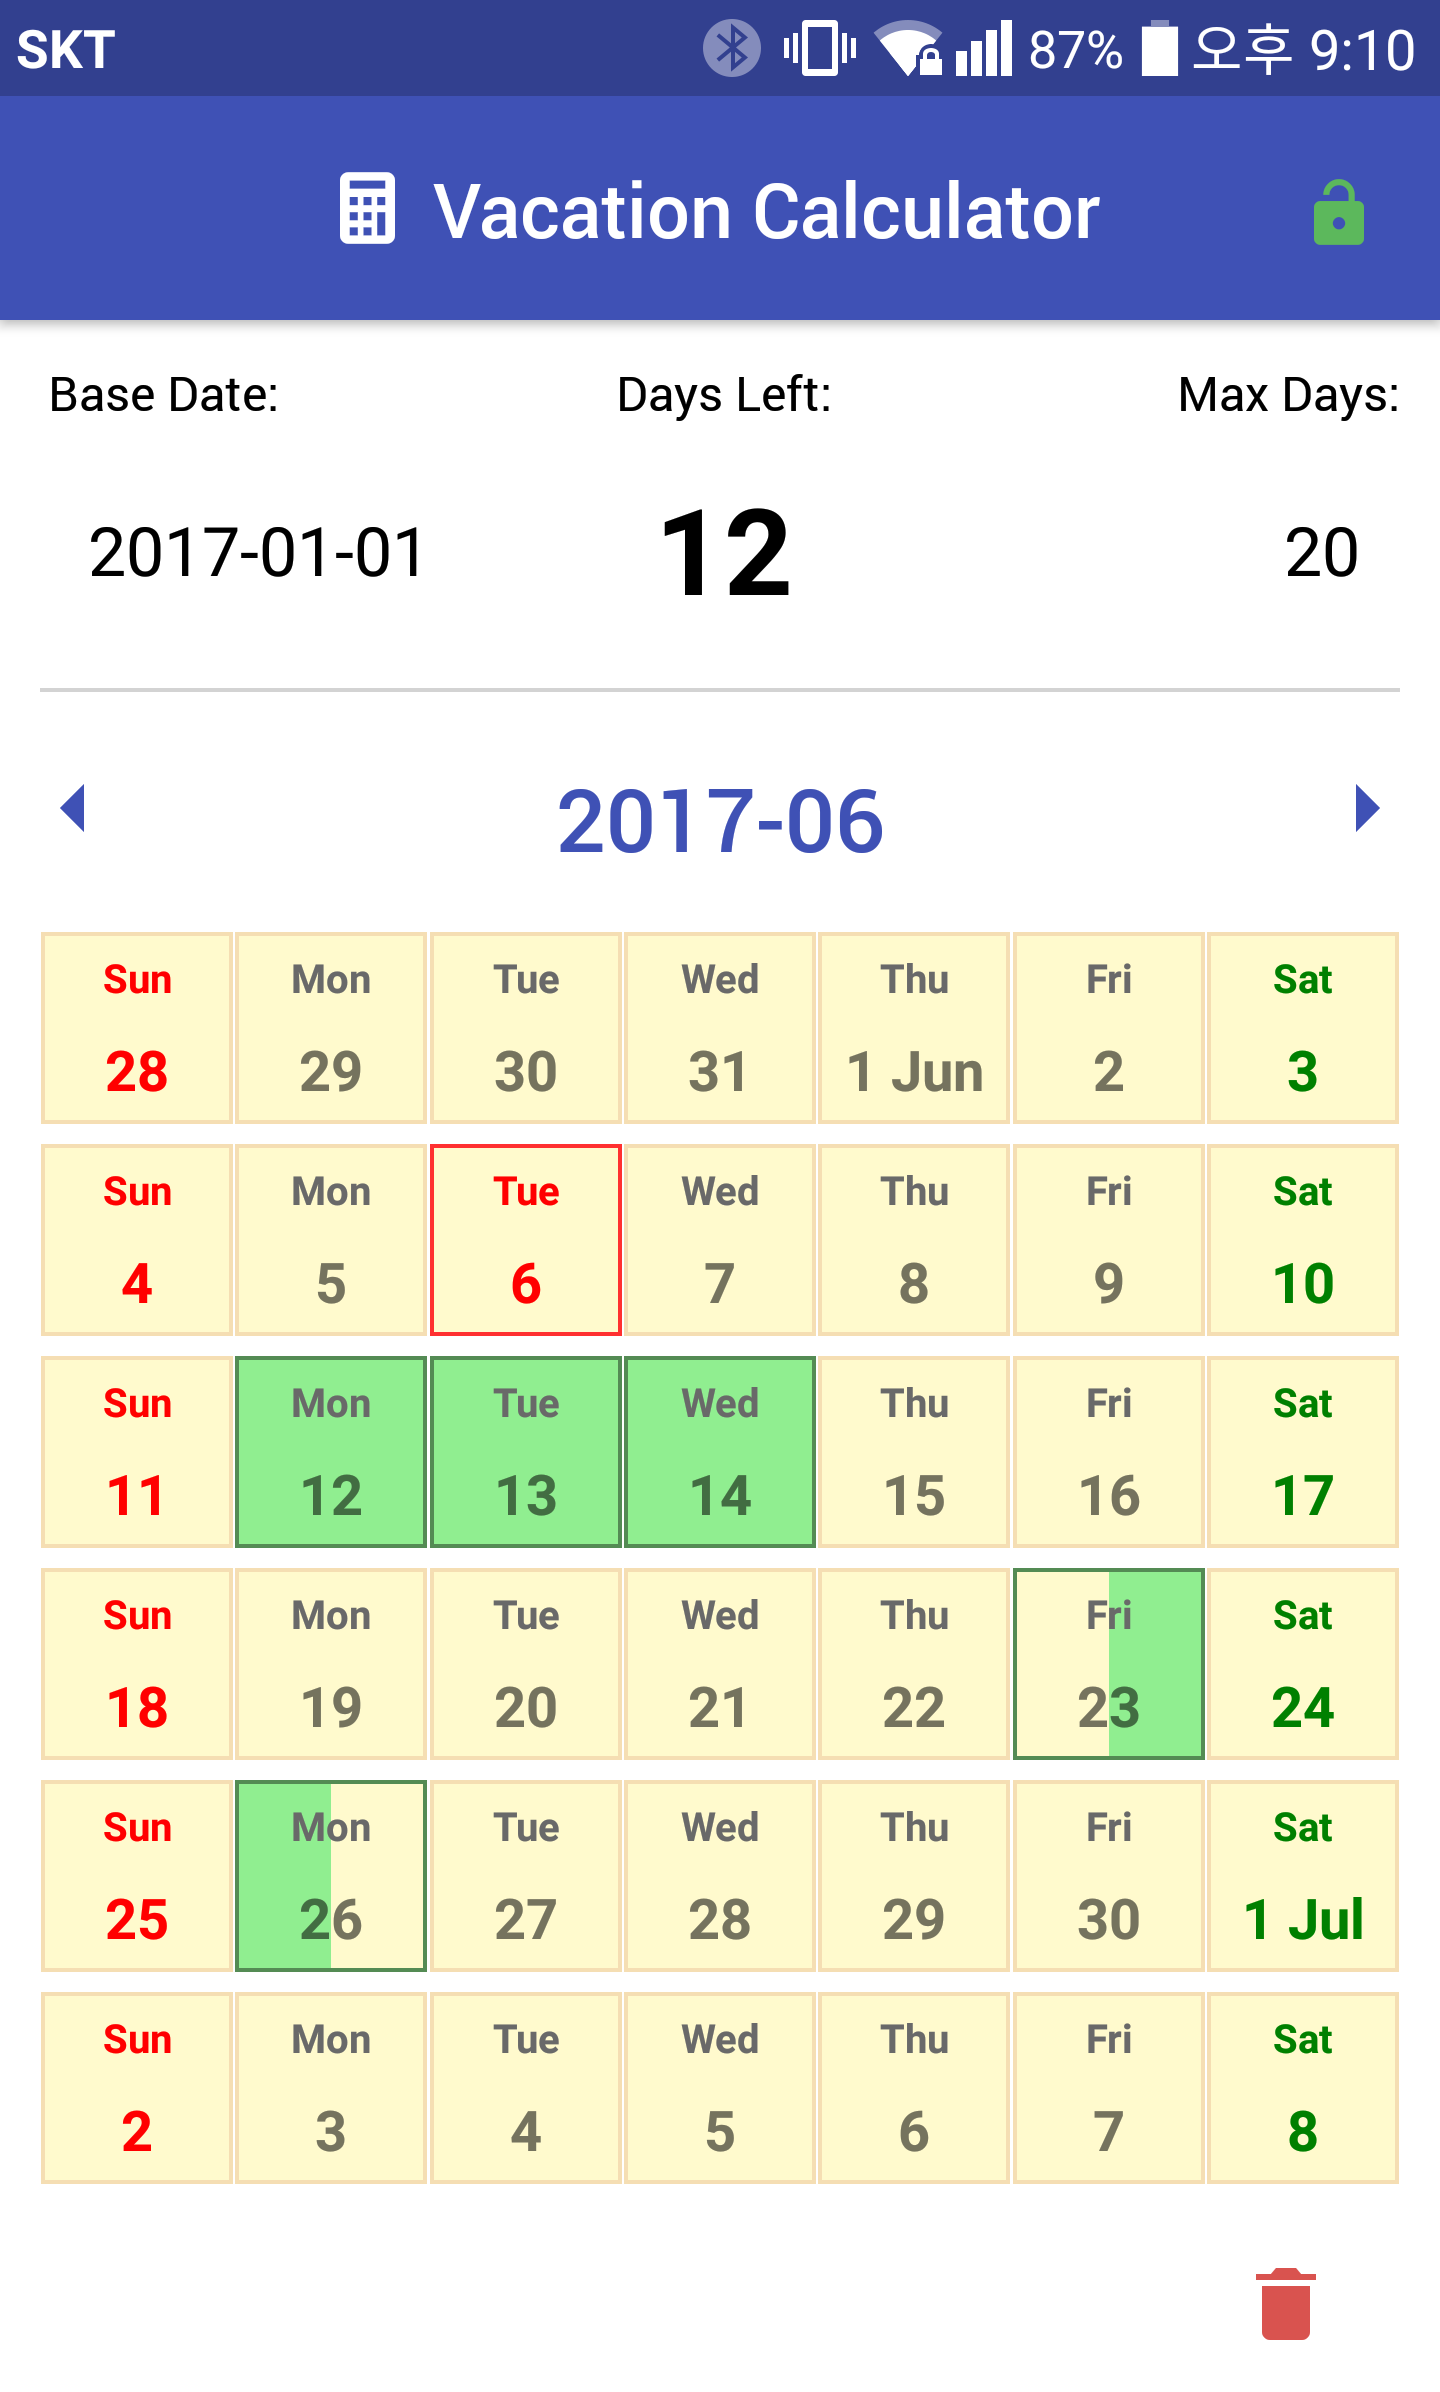 SKT 87% 오후 9:10
Vacation Calculator
Base Date: Days Left: Max Days:
2017-01-01 12 20
2017-06
Sun Mon Tue Wed Thu Fri Sat
28 29 30 31 1 Jun 2 3
Sun Mon Tue Wed Thu Fri Sat
4 5 6 7 8 9 10
Sun Mon Tue Wed Thu Fri Sat
11 12 13 14 15 16 17
Sun Mon Tue Wed Thu Fri Sat
18 19 20 21 22 23 24
Sun Mon Tue Wed Thu Fri Sat
25 26 27 28 29 30 1 Jul
Sun Mon Tue Wed Thu Fri Sat
2 3 4 5 6 7 8